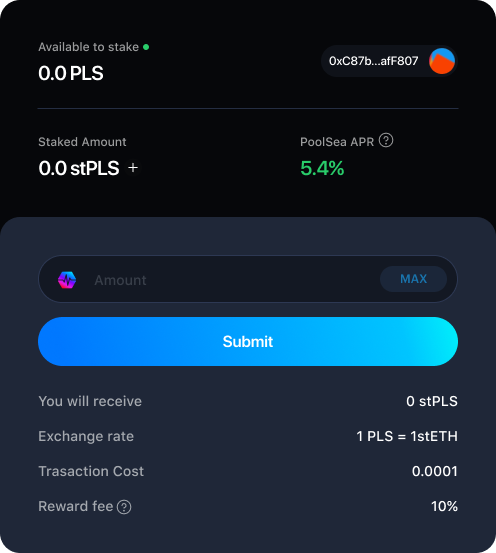 Available to stake
0.0 PLS
0xC87b...afF807
Staked Amount
0.0 stPLS +
PoolSea APR ?
5.4%
Amount
MAX
Submit
You will receive 0 stPLS
Exchange rate 1 PLS = 1stETH
Trasaction Cost 0.0001
Reward fee ? 10%